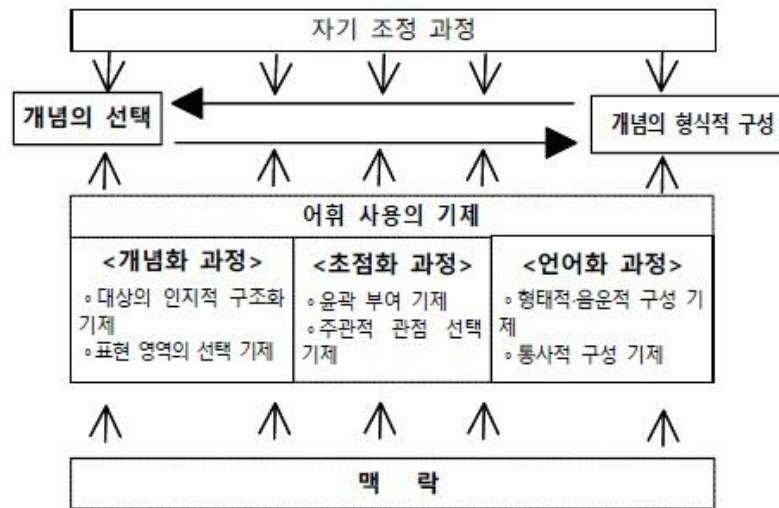 자기 조정 과정
개념의 선택
개념의 형식적 구성
어휘 사용의 기제
<개념화 과정>
∘대상의 인지적 구조화
기제
∘표현 영역의 선택 기제
<초점화 과정>
∘윤곽 부여 기제
∘주관적 관점 선택
기제
<언어화 과정>
∘형태적·음운적 구성 기
제
∘통사적 구성 기제
맥 락